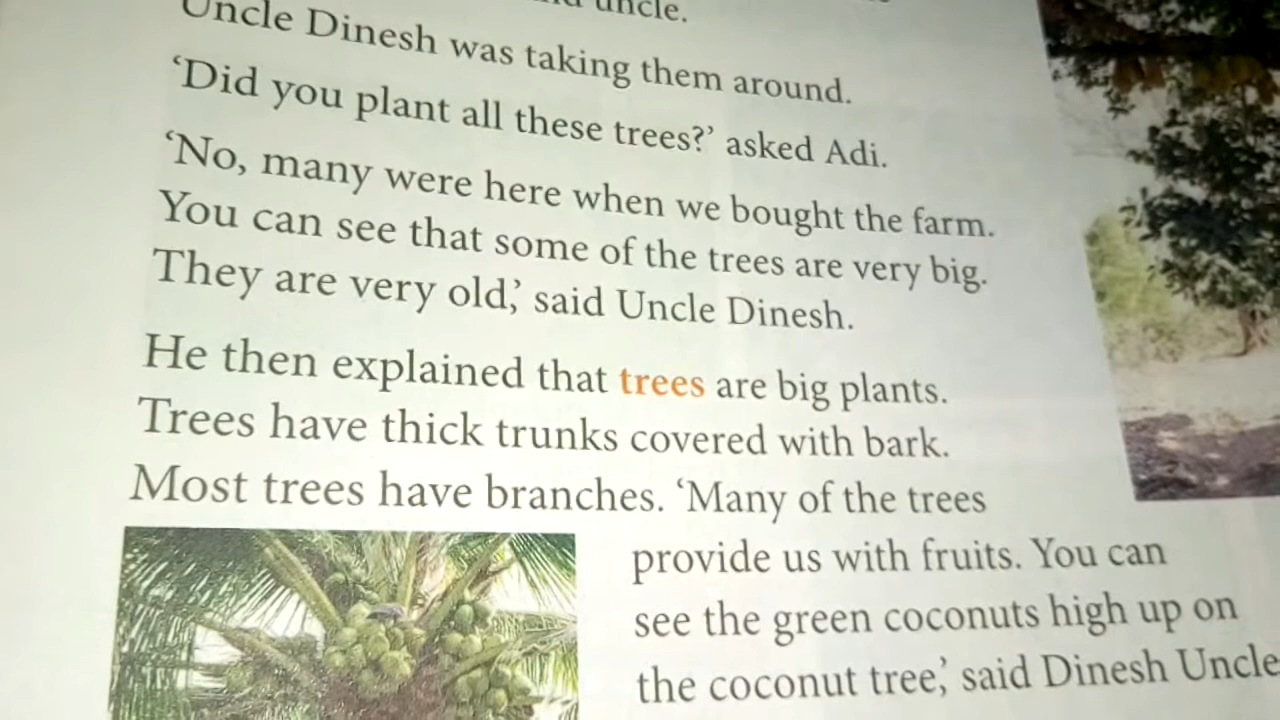 uncle.
Uncle Dinesh was taking them around.
‘Did you plant all these trees?’ asked Adi.
‘No, many were here when we bought the farm.
You can see that some of the trees are very big.
They are very old,’ said Uncle Dinesh.
He then explained that trees are big plants.
Trees have thick trunks covered with bark.
Most trees have branches. ‘Many of the trees
provide us with fruits. You can
see the green coconuts high up on
the coconut tree,’ said Dinesh Uncle